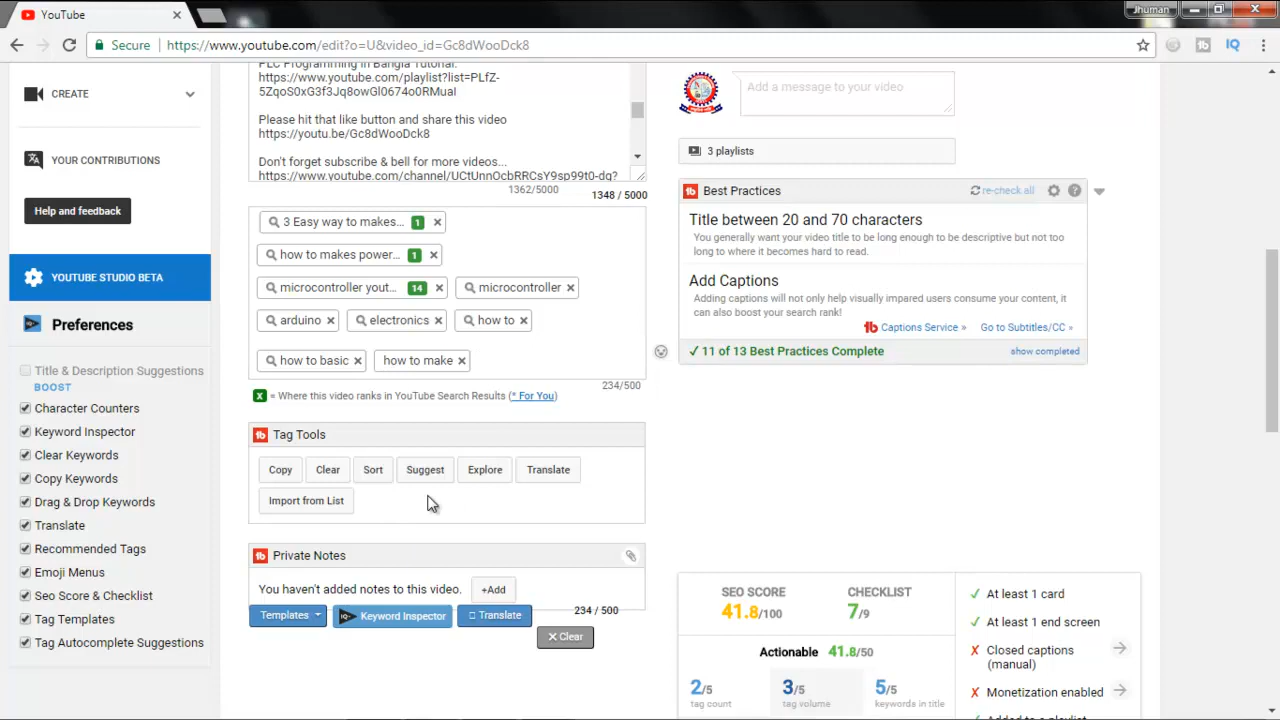 YouTube
Jhuman
Secure
https://www.youtube.com/edit?o=U&video_id=Gc8dWooDck8
IQ
CREATE
YOUR CONTRIBUTIONS
Help and feedback
YOUTUBE STUDIO BETA
Preferences
Title & Description Suggestions
BOOST
Character Counters
Keyword Inspector
Clear Keywords
Copy Keywords
Drag & Drop Keywords
Translate
Recommended Tags
Emoji Menus
Seo Score & Checklist
Tag Templates
Tag Autocomplete Suggestions
PLC Programming in Bangla Tutorial:
https://www.youtube.com/playlist?list=PLfZ-
5ZqoS0xG3f3Jq8owGl0674o0RMual
Please hit that like button and share this video
https://youtu.be/Gc8dWooDck8
Don't forget subscribe & bell for more videos...
https://www.youtube.com/channel/UCtUnnOcbRRCsY9sp99t0-dg?
1362/5000
1348 / 5000
3 Easy way to makes... 1
how to makes power... 1
microcontroller yout... 14
microcontroller
arduino
electronics
how to
how to basic
how to make
234/500
X = Where this video ranks in YouTube Search Results (* For You)
Tag Tools
Copy
Clear
Sort
Suggest
Explore
Translate
Import from List
Private Notes
You haven't added notes to this video.
+Add
Templates
Keyword Inspector
Translate
234 / 500
Clear
Add a message to your video
3 playlists
Best Practices
re-check all
Title between 20 and 70 characters
You generally want your video title to be long enough to be descriptive but not too
long to where it becomes hard to read.
Add Captions
Adding captions will not only help visually impared users consume your content, it
can also boost your search rank!
Captions Service »
Go to Subtitles/CC »
✓ 11 of 13 Best Practices Complete
show completed
SEO SCORE
41.8/100
CHECKLIST
7/9
Actionable 41.8/50
2/5
tag count
3/5
tag volume
5/5
keywords in title
✓ At least 1 card
✓ At least 1 end screen
✗ Closed captions
(manual)
✗ Monetization enabled
Added to a playlist